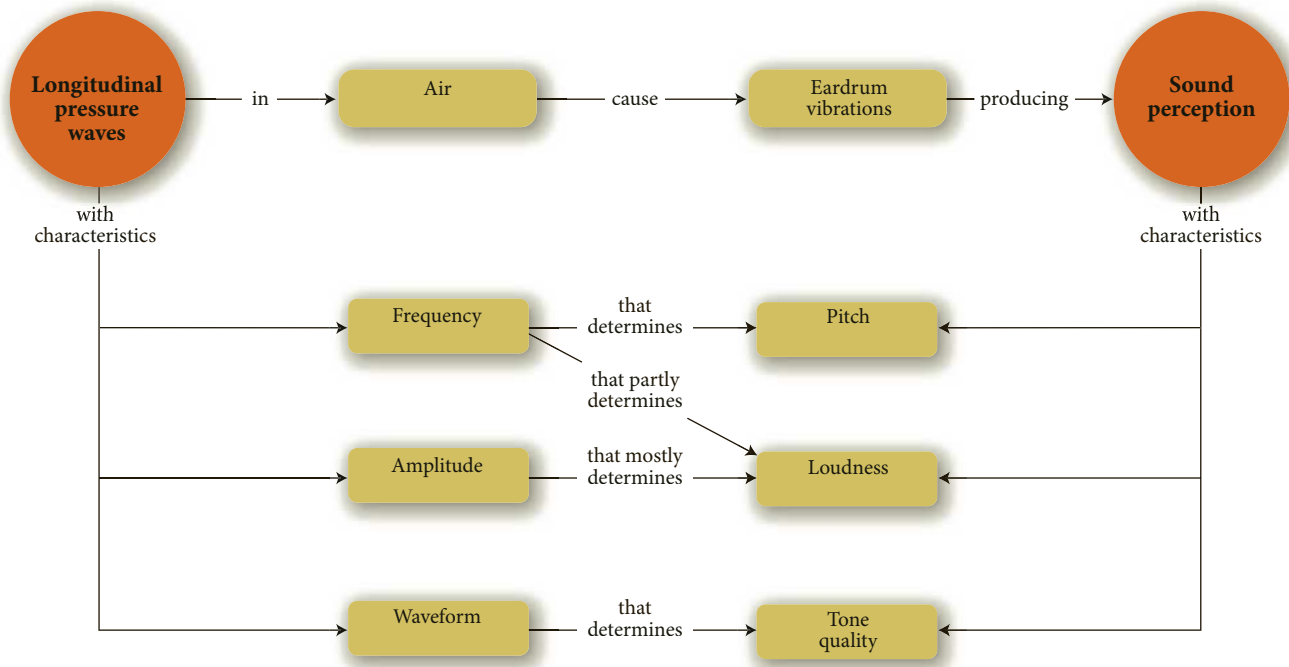 Longitudinal
pressure
waves
in
Air
cause
Eardrum
vibrations
producing
Sound
perception
with
characteristics
with
characteristics
Frequency
that
determines
Pitch
that partly
determines
Amplitude
that mostly
determines
Loudness
Waveform
that
determines
Tone
quality